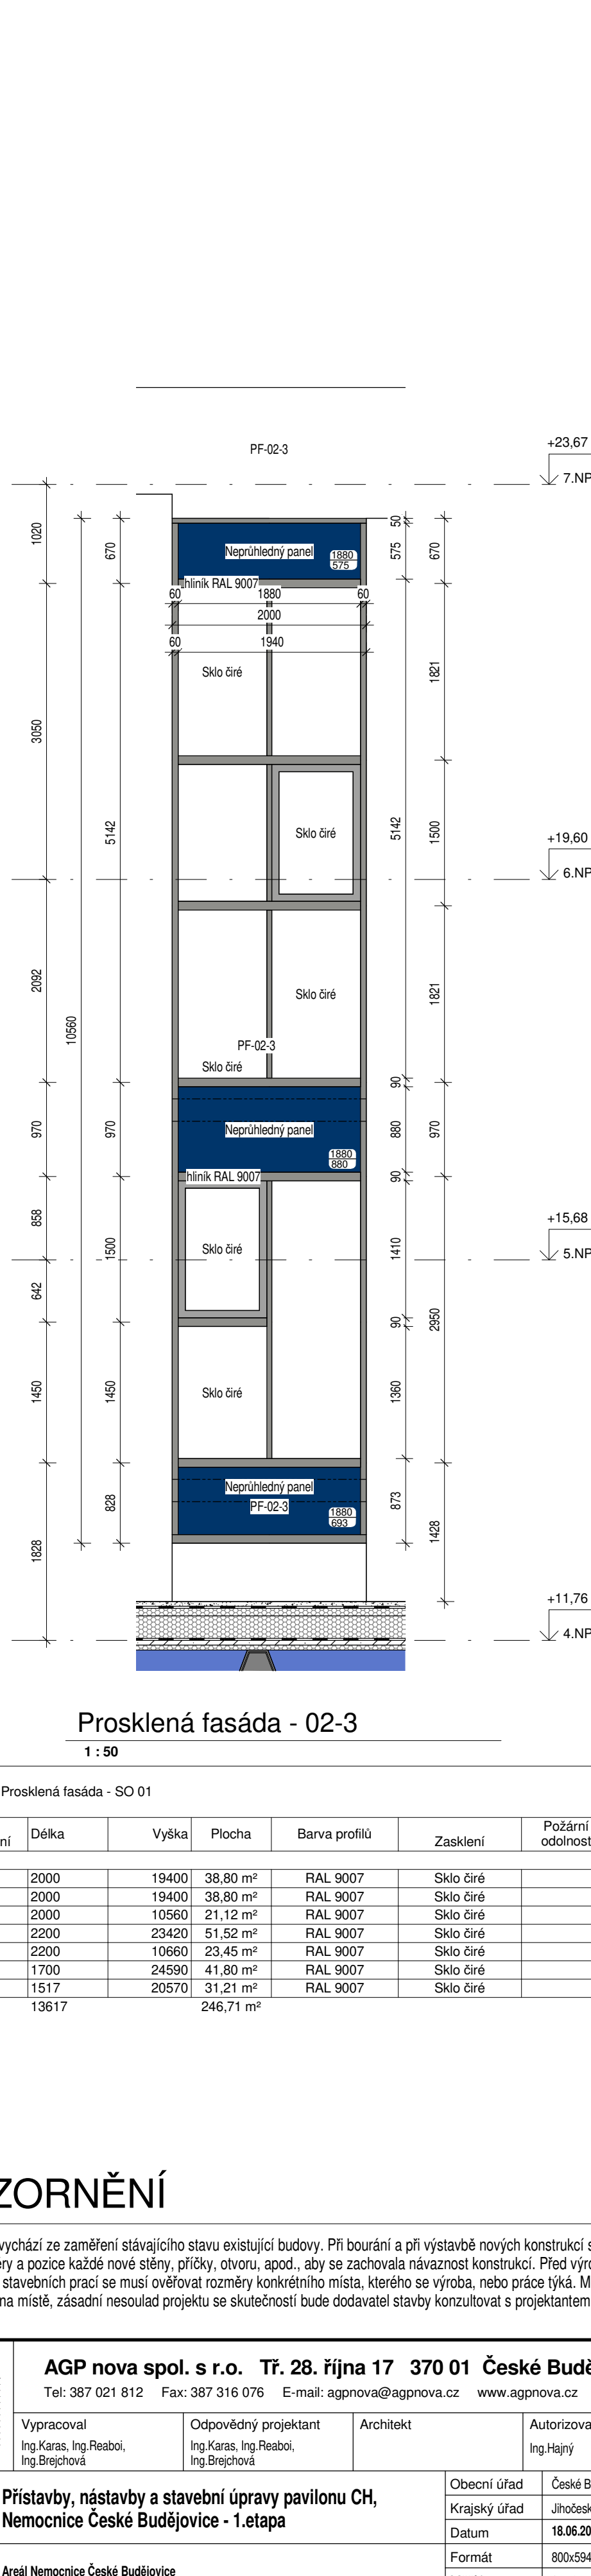 PF-02-3
+23,67
7.NP
1020
670
50
575
670
Neprůhledný panel
1880
575
hliník RAL 9007
60
1880
60
2000
60
1940
Sklo čiré
1821
3050
5142
5142
1500
Sklo čiré
+19,60
6.NP
2092
Sklo čiré
1821
10560
PF-02-3
Sklo čiré
90
970
970
Neprůhledný panel
880
970
1880
880
hliník RAL 9007
90
858
1500
Sklo čiré
1410
+15,68
5.NP
642
90
2950
1450
1450
Sklo čiré
1360
828
Neprůhledný panel
PF-02-3
1880
693
873
1428
1828
+11,76
4.NP
Prosklená fasáda - 02-3
1 : 50
Prosklená fasáda - SO 01
ní Délka Vyška Plocha Barva profilů Zasklení Požární odolnost
2000 19400 38,80 m² RAL 9007 Sklo čiré
2000 19400 38,80 m² RAL 9007 Sklo čiré
2000 10560 21,12 m² RAL 9007 Sklo čiré
2200 23420 51,52 m² RAL 9007 Sklo čiré
2200 10660 23,45 m² RAL 9007 Sklo čiré
1700 24590 41,80 m² RAL 9007 Sklo čiré
1517 20570 31,21 m² RAL 9007 Sklo čiré
13617 246,71 m²
ZORNĚNÍ
vychází ze zaměření stávajícího stavu existující budovy. Při bourání a při výstavbě nových konstrukcí s
ry a pozice každé nové stěny, příčky, otvoru, apod., aby se zachovala návaznost konstrukcí. Před výro
stavebních prací se musí ověřovat rozměry konkrétního místa, kterého se výroba, nebo práce týká. M
na místě, zásadní nesoulad projektu se skutečností bude dodavatel stavby konzultovat s projektantem
AGP nova spol. s r.o. Tř. 28. října 17 370 01 České Budě
Tel: 387 021 812 Fax: 387 316 076 E-mail: agpnova@agpnova.cz www.agpnova.cz
Vypracoval Odpovědný projektant Architekt Autorizova
Ing.Karas, Ing.Reaboi, Ing.Karas, Ing.Reaboi, Ing.Hajný
Ing.Brejchová Ing.Brejchová
Přístavby, nástavby a stavební úpravy pavilonu CH,
Nemocnice České Budějovice - 1.etapa
Obecní úřad České B
Krajský úřad Jihočesk
Datum 18.06.20
Formát 800x594
Areál Nemocnice České Budějovice